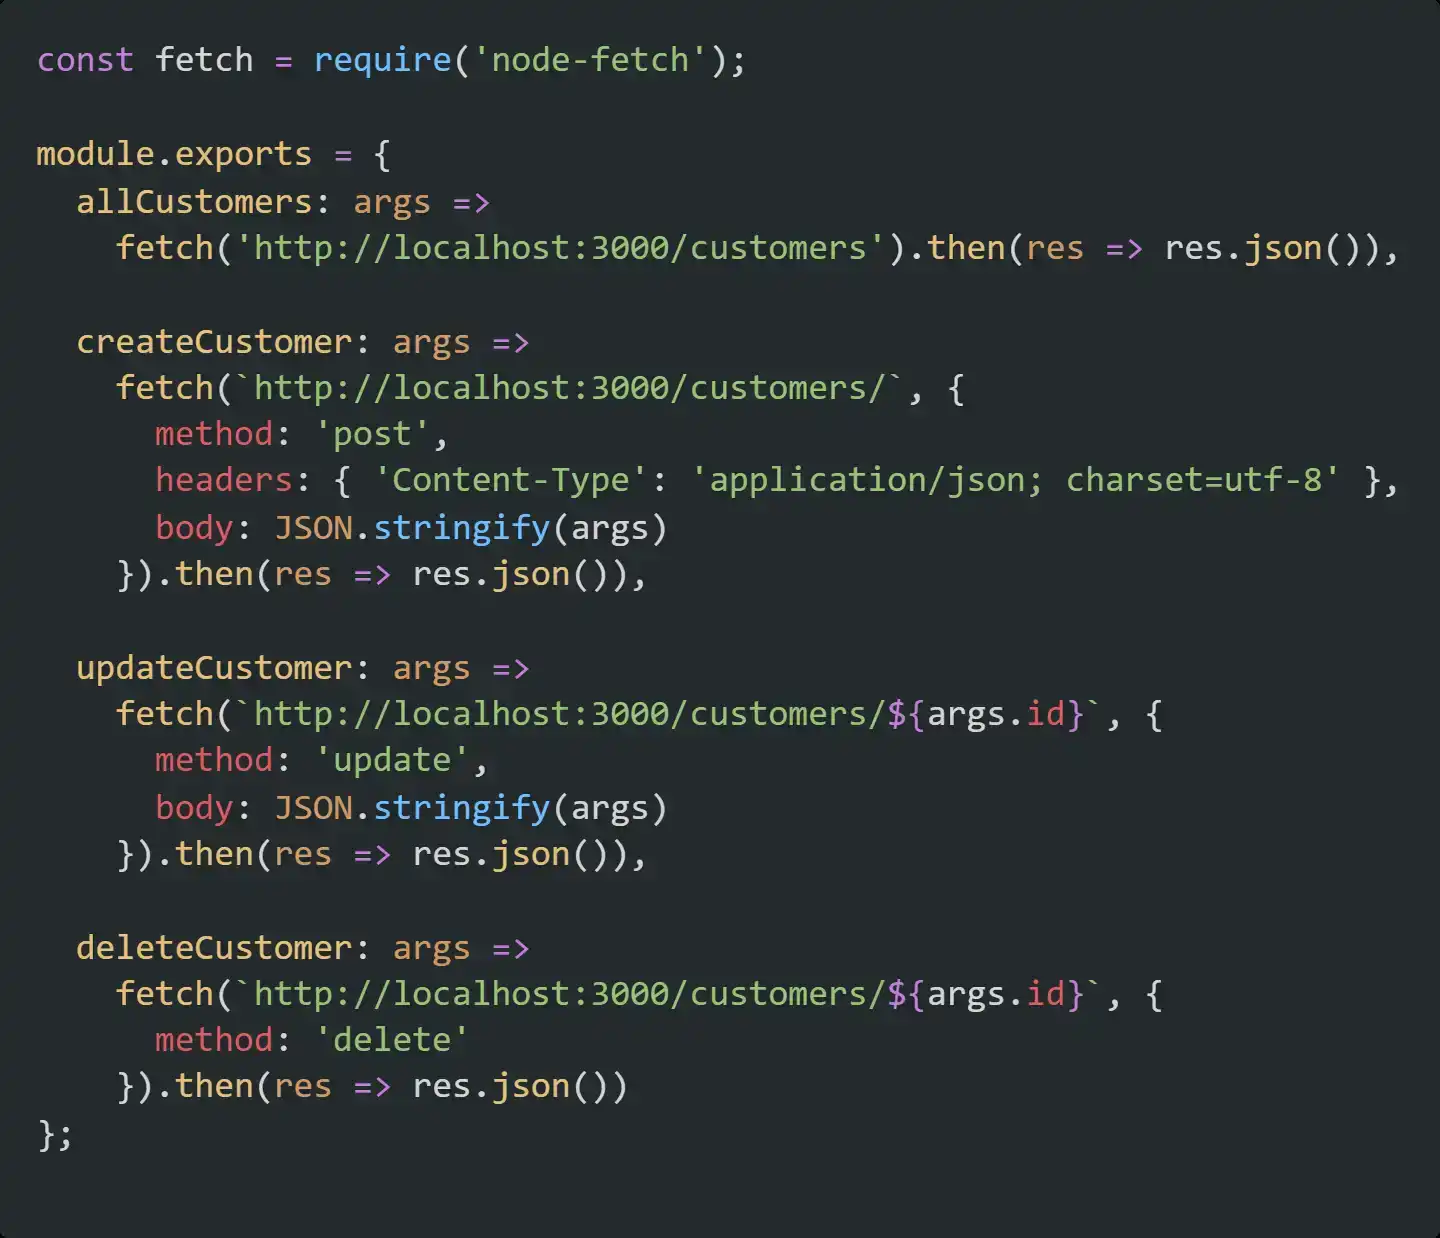 const fetch = require('node-fetch');

module.exports = {
  allCustomers: args =>
    fetch('http://localhost:3000/customers').then(res => res.json()),

  createCustomer: args =>
    fetch(`http://localhost:3000/customers/`, {
      method: 'post',
      headers: { 'Content-Type': 'application/json; charset=utf-8' },
      body: JSON.stringify(args)
    }).then(res => res.json()),

  updateCustomer: args =>
    fetch(`http://localhost:3000/customers/${args.id}`, {
      method: 'update',
      body: JSON.stringify(args)
    }).then(res => res.json()),

  deleteCustomer: args =>
    fetch(`http://localhost:3000/customers/${args.id}`, {
      method: 'delete'
    }).then(res => res.json())
};